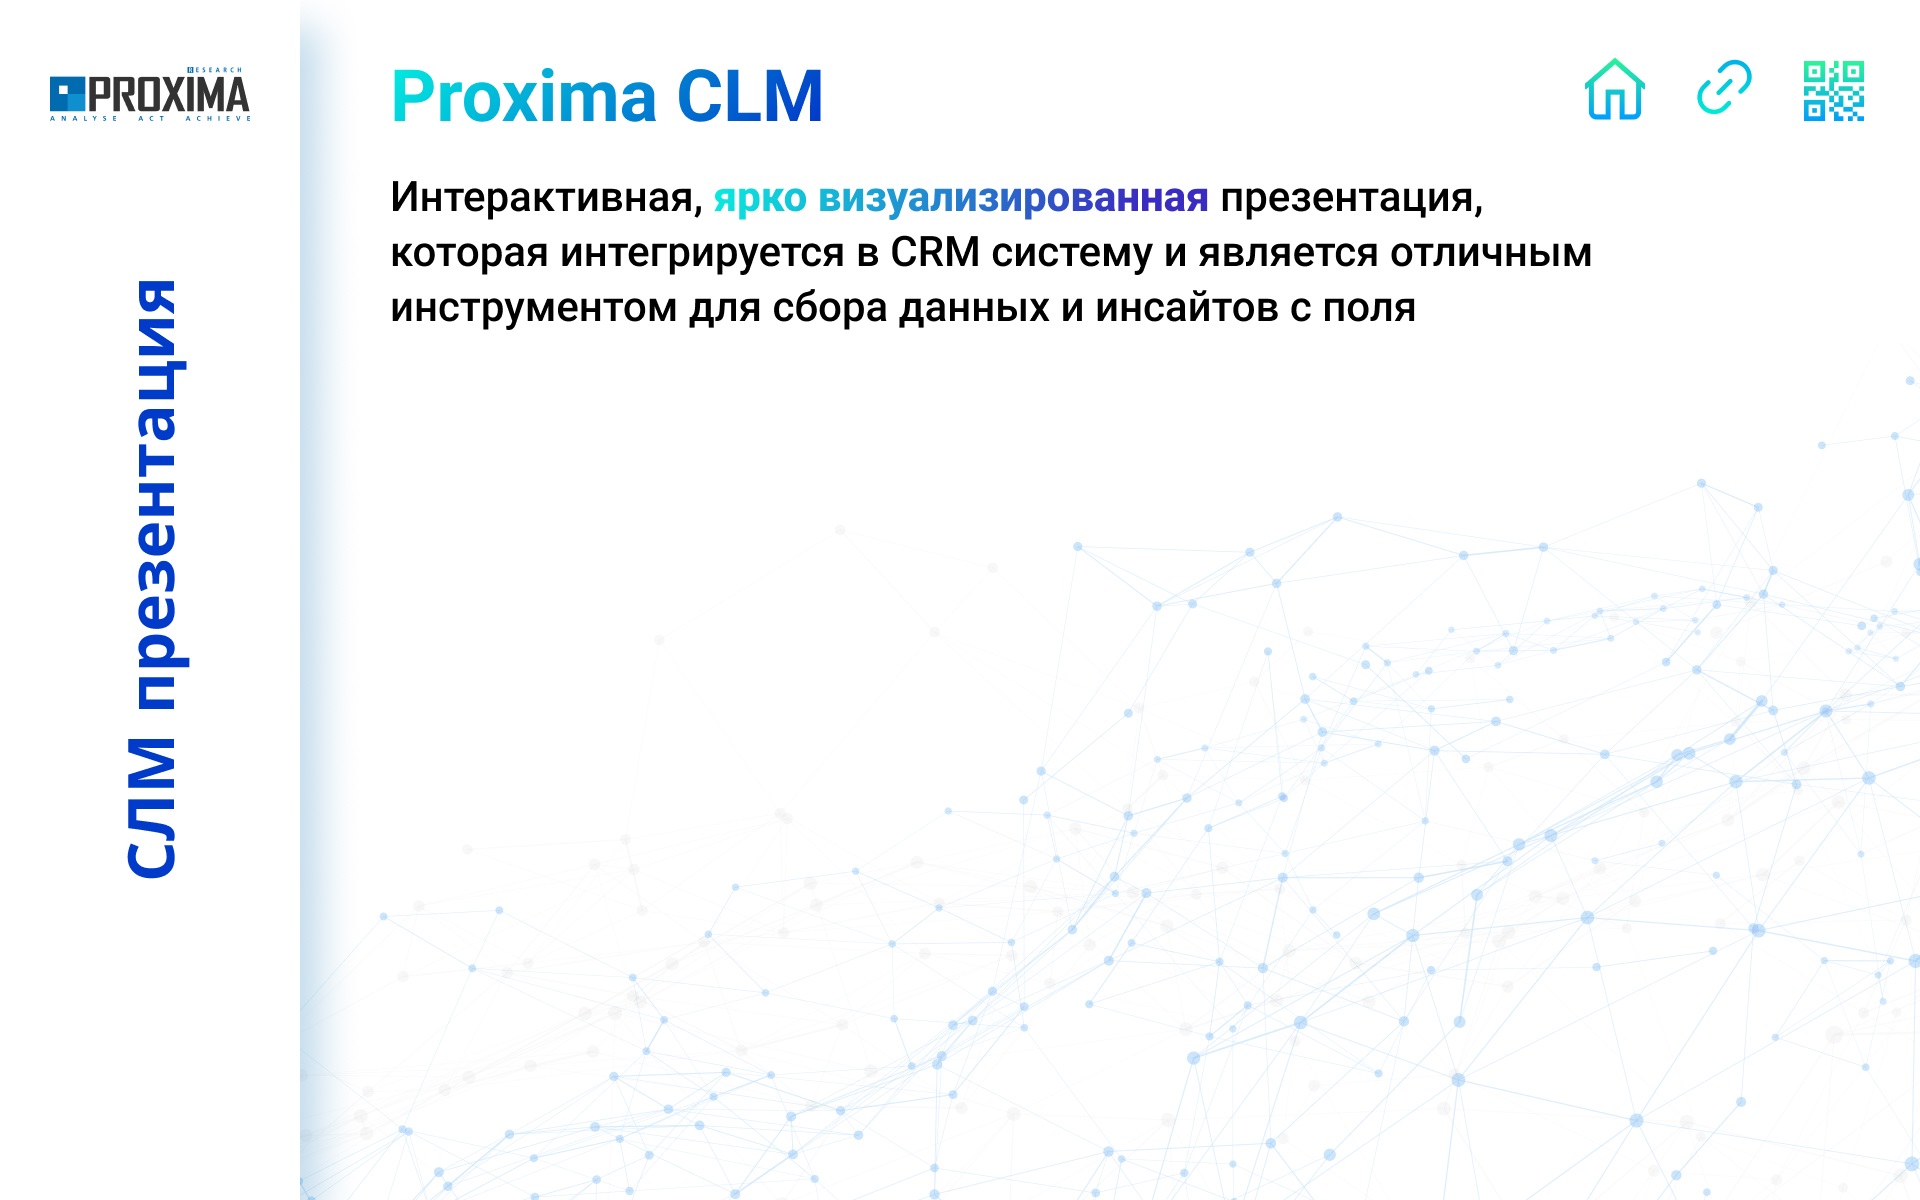 RESEARCH
PROXIMA
ANALYSE ACT ACHIEVE
СЛМ презентация
Proxima CLM
Интерактивная, ярко визуализированная презентация,
которая интегрируется в CRM систему и является отличным
инструментом для сбора данных и инсайтов с поля